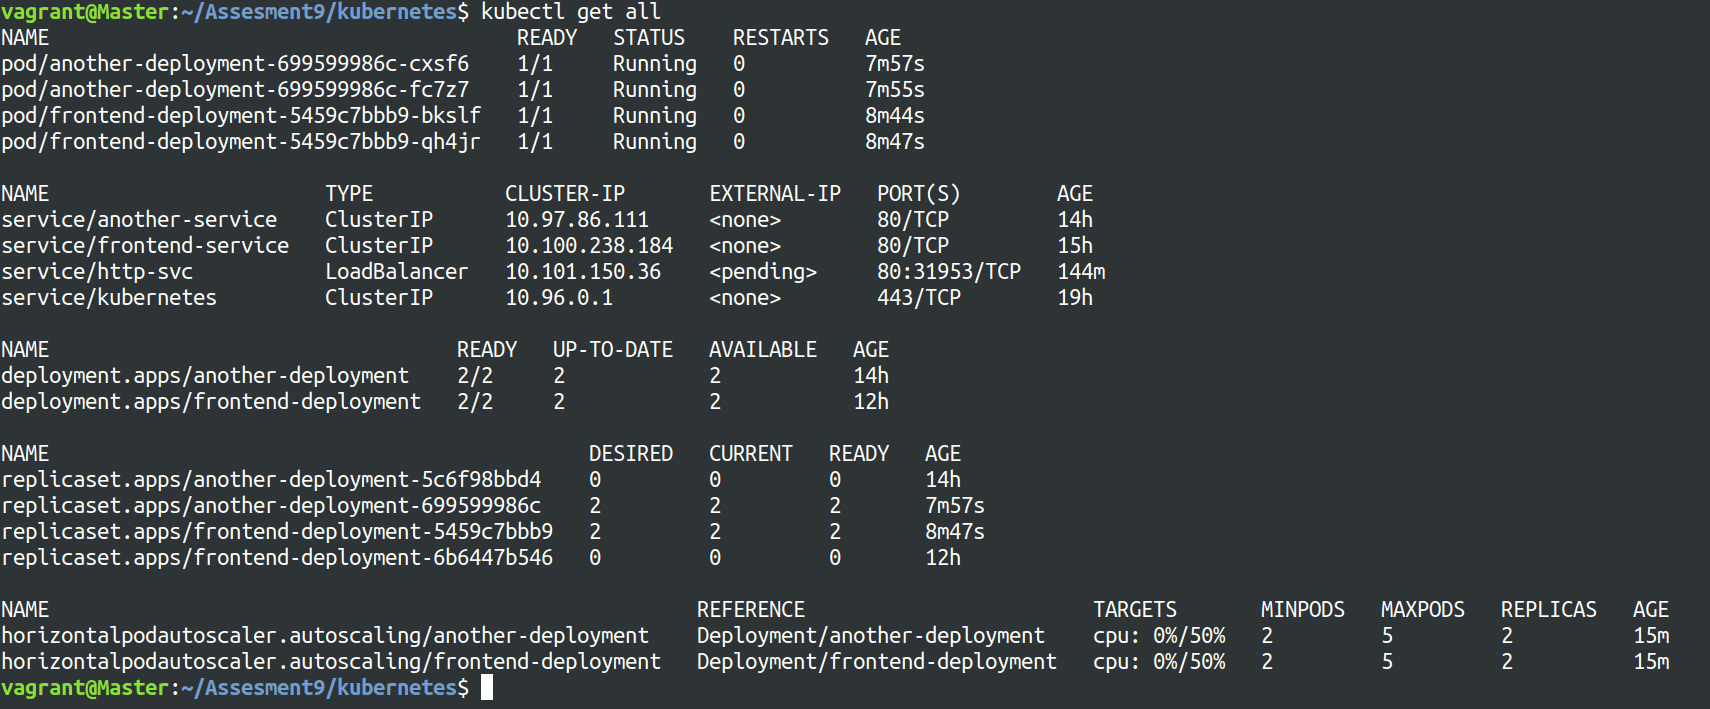 vagrant@Master:~/Assesment9/kubernetes$ kubectl get all
NAME                                       READY   STATUS    RESTARTS   AGE
pod/another-deployment-699599986c-cxsf6    1/1     Running   0          7m57s
pod/another-deployment-699599986c-fc7z7    1/1     Running   0          7m55s
pod/frontend-deployment-5459c7bbb9-bkslf   1/1     Running   0          8m44s
pod/frontend-deployment-5459c7bbb9-qh4jr   1/1     Running   0          8m47s

NAME                       TYPE           CLUSTER-IP       EXTERNAL-IP   PORT(S)        AGE
service/another-service    ClusterIP      10.97.86.111     <none>        80/TCP         14h
service/frontend-service   ClusterIP      10.100.238.184   <none>        80/TCP         15h
service/http-svc           LoadBalancer   10.101.150.36    <pending>     80:31953/TCP   144m
service/kubernetes         ClusterIP      10.96.0.1        <none>        443/TCP        19h

NAME                                  READY   UP-TO-DATE   AVAILABLE   AGE
deployment.apps/another-deployment    2/2     2            2           14h
deployment.apps/frontend-deployment   2/2     2            2           12h

NAME                                             DESIRED   CURRENT   READY   AGE
replicaset.apps/another-deployment-5c6f98bbd4    0         0         0       14h
replicaset.apps/another-deployment-699599986c    2         2         2       7m57s
replicaset.apps/frontend-deployment-5459c7bbb9   2         2         2       8m47s
replicaset.apps/frontend-deployment-6b6447b546   0         0         0       12h

NAME                                                      REFERENCE                        TARGETS       MINPODS   MAXPODS   REPLICAS   AGE
horizontalpodautoscaler.autoscaling/another-deployment    Deployment/another-deployment    cpu: 0%/50%   2         5         2          15m
horizontalpodautoscaler.autoscaling/frontend-deployment   Deployment/frontend-deployment   cpu: 0%/50%   2         5         2          15m
vagrant@Master:~/Assesment9/kubernetes$